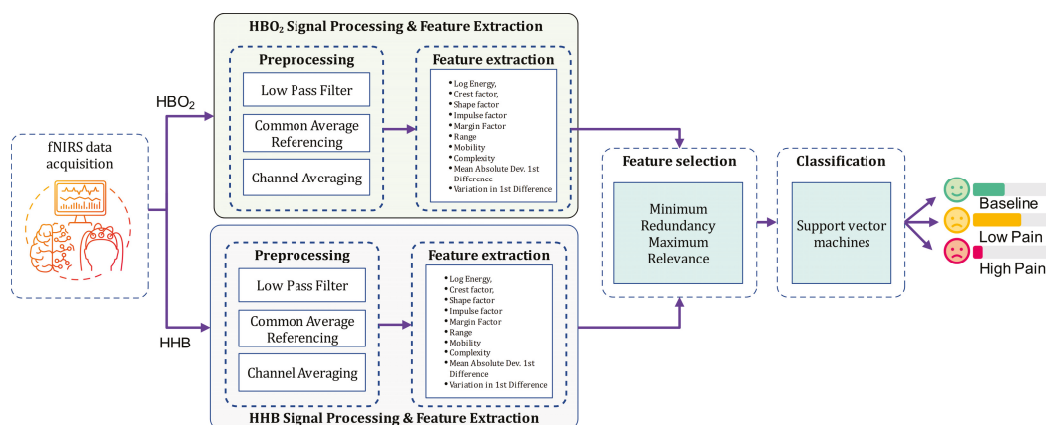 fNIRS data
acquisition
HBO₂
HHB
HBO₂ Signal Processing & Feature Extraction
Preprocessing
Low Pass Filter
Common Average
Referencing
Channel Averaging
Feature extraction
• Log Energy,
• Crest factor,
• Shape factor
• Impulse factor
• Margin Factor
• Range
• Mobility
• Complexity
• Mean Absolute Dev. 1st
Difference
• Variation in 1st Difference
Preprocessing
Low Pass Filter
Common Average
Referencing
Channel Averaging
Feature extraction
• Log Energy,
• Crest factor,
• Shape factor
• Impulse factor
• Margin Factor
• Range
• Mobility
• Complexity
• Mean Absolute Dev. 1st
Difference
• Variation in 1st Difference
HHB Signal Processing & Feature Extraction
Feature selection
Minimum
Redundancy
Maximum
Relevance
Classification
Support vector
machines
Baseline
Low Pain
High Pain